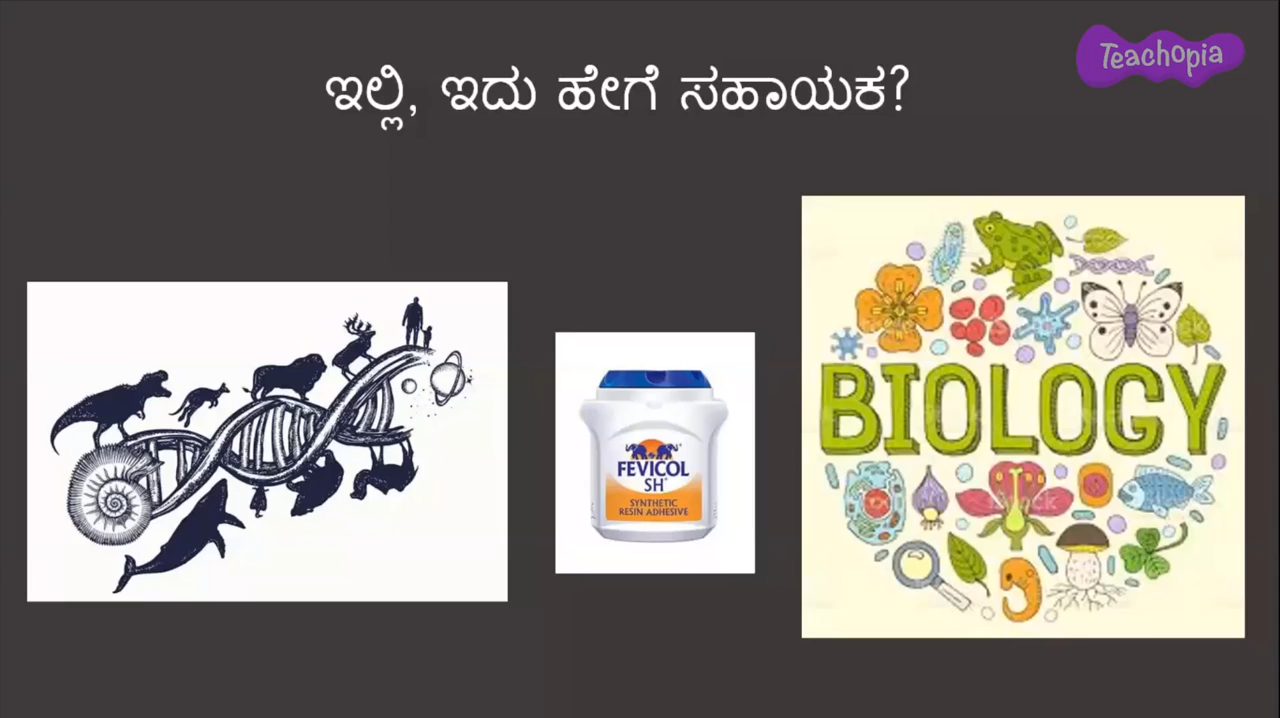 Teachopia
ಇಲ್ಲಿ, ಇದು ಹೇಗೆ ಸಹಾಯಕ?
FEVICOL
SH
SYNTHETIC
RESIN ADHESIVE
BIOLOGY